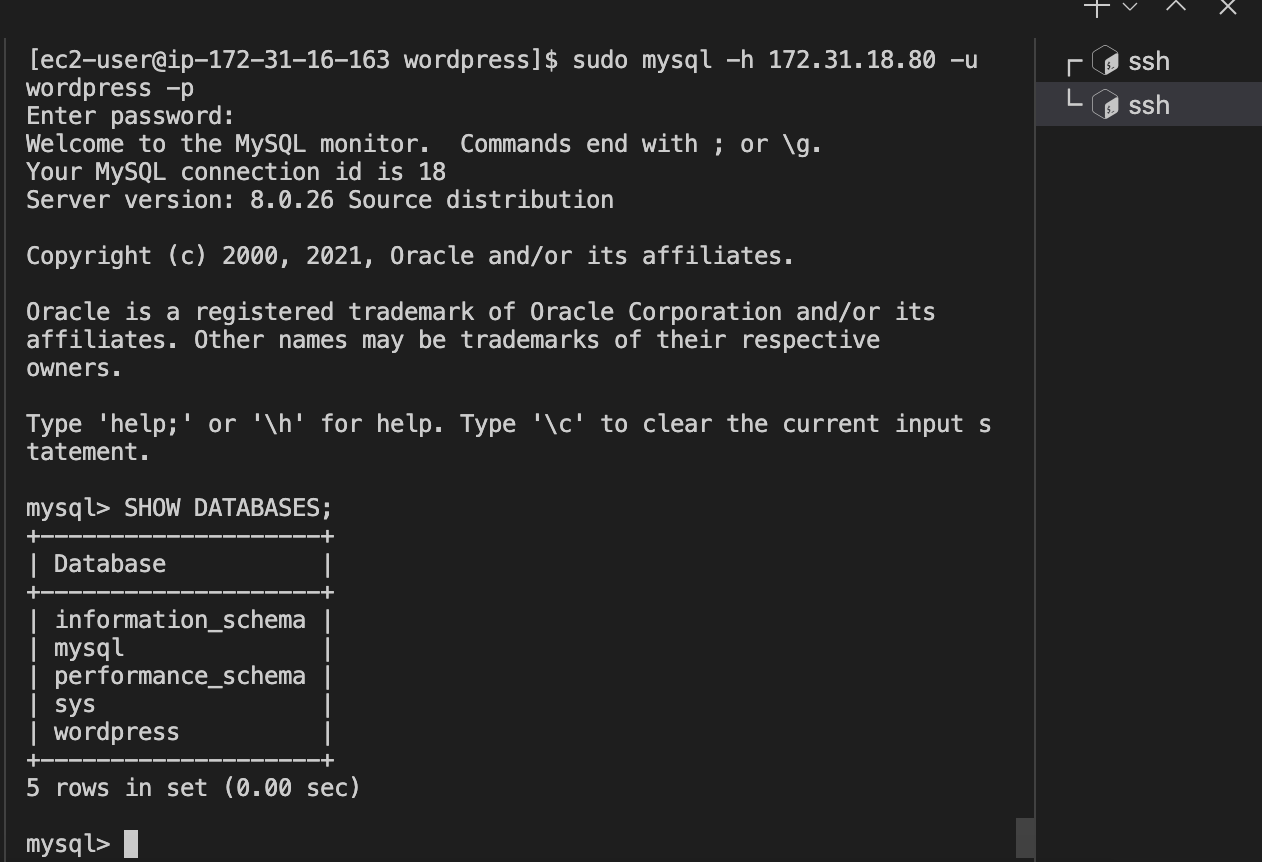 [ec2-user@ip-172-31-16-163 wordpress]$ sudo mysql -h 172.31.18.80 -u
wordpress -p
Enter password:
Welcome to the MySQL monitor.  Commands end with ; or \g.
Your MySQL connection id is 18
Server version: 8.0.26 Source distribution

Copyright (c) 2000, 2021, Oracle and/or its affiliates.

Oracle is a registered trademark of Oracle Corporation and/or its
affiliates. Other names may be trademarks of their respective
owners.

Type 'help;' or '\h' for help. Type '\c' to clear the current input s
tatement.

mysql> SHOW DATABASES;
+--------------------+
| Database           |
+--------------------+
| information_schema |
| mysql              |
| performance_schema |
| sys                |
| wordpress          |
+--------------------+
5 rows in set (0.00 sec)

mysql>
ssh
ssh